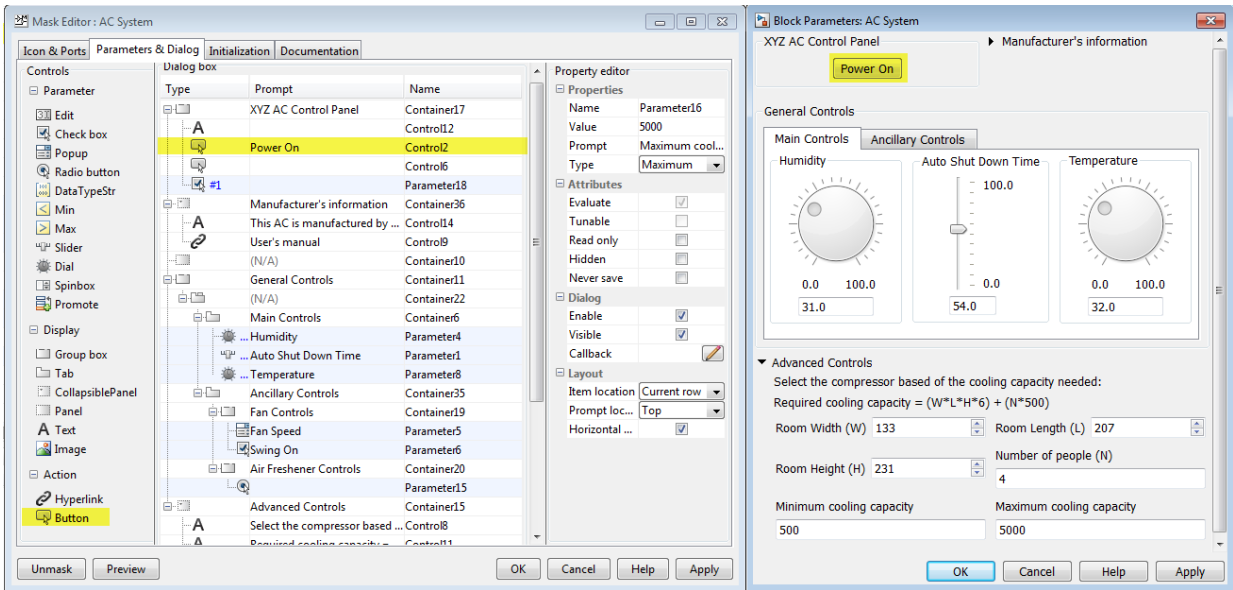 Mask Editor : AC System
Icon & Ports Parameters & Dialog Initialization Documentation
Controls
Parameter
Edit
Check box
Popup
Radio button
DataTypeStr
Min
Max
Slider
Dial
Spinbox
Promote
Display
Group box
Tab
CollapsiblePanel
Panel
A Text
Image
Action
Hyperlink
Button
Dialog box
Type Prompt Name
XYZ AC Control Panel Container17
A Control12
Power On Control2
Control6
#1 Parameter18
Manufacturer's information Container36
A This AC is manufactured by ... Control14
User's manual Control9
(N/A) Container10
General Controls Container11
(N/A) Container22
Main Controls Container6
... Humidity Parameter4
... Auto Shut Down Time Parameter1
... Temperature Parameter8
Ancillary Controls Container35
Fan Controls Container19
Fan Speed Parameter5
Swing On Parameter6
Air Freshener Controls Container20
Parameter15
Advanced Controls Container15
A Select the compressor based ... Control8
A Required cooling capacity = ... Control11
Property editor
Properties
Name Parameter16
Value 5000
Prompt Maximum cool...
Type Maximum
Attributes
Evaluate
Tunable
Read only
Hidden
Never save
Dialog
Enable
Visible
Callback
Layout
Item location Current row
Prompt loc... Top
Horizontal ...
Unmask Preview OK Cancel Help Apply
Block Parameters: AC System
XYZ AC Control Panel Manufacturer's information
Power On
General Controls
Main Controls Ancillary Controls
Humidity Auto Shut Down Time Temperature
100.0
0.0 100.0 0.0 0.0 100.0
31.0 54.0 32.0
Advanced Controls
Select the compressor based of the cooling capacity needed:
Required cooling capacity = (W*L*H*6) + (N*500)
Room Width (W) 133 Room Length (L) 207
Room Height (H) 231 Number of people (N)
4
Minimum cooling capacity Maximum cooling capacity
500 5000
OK Cancel Help Apply